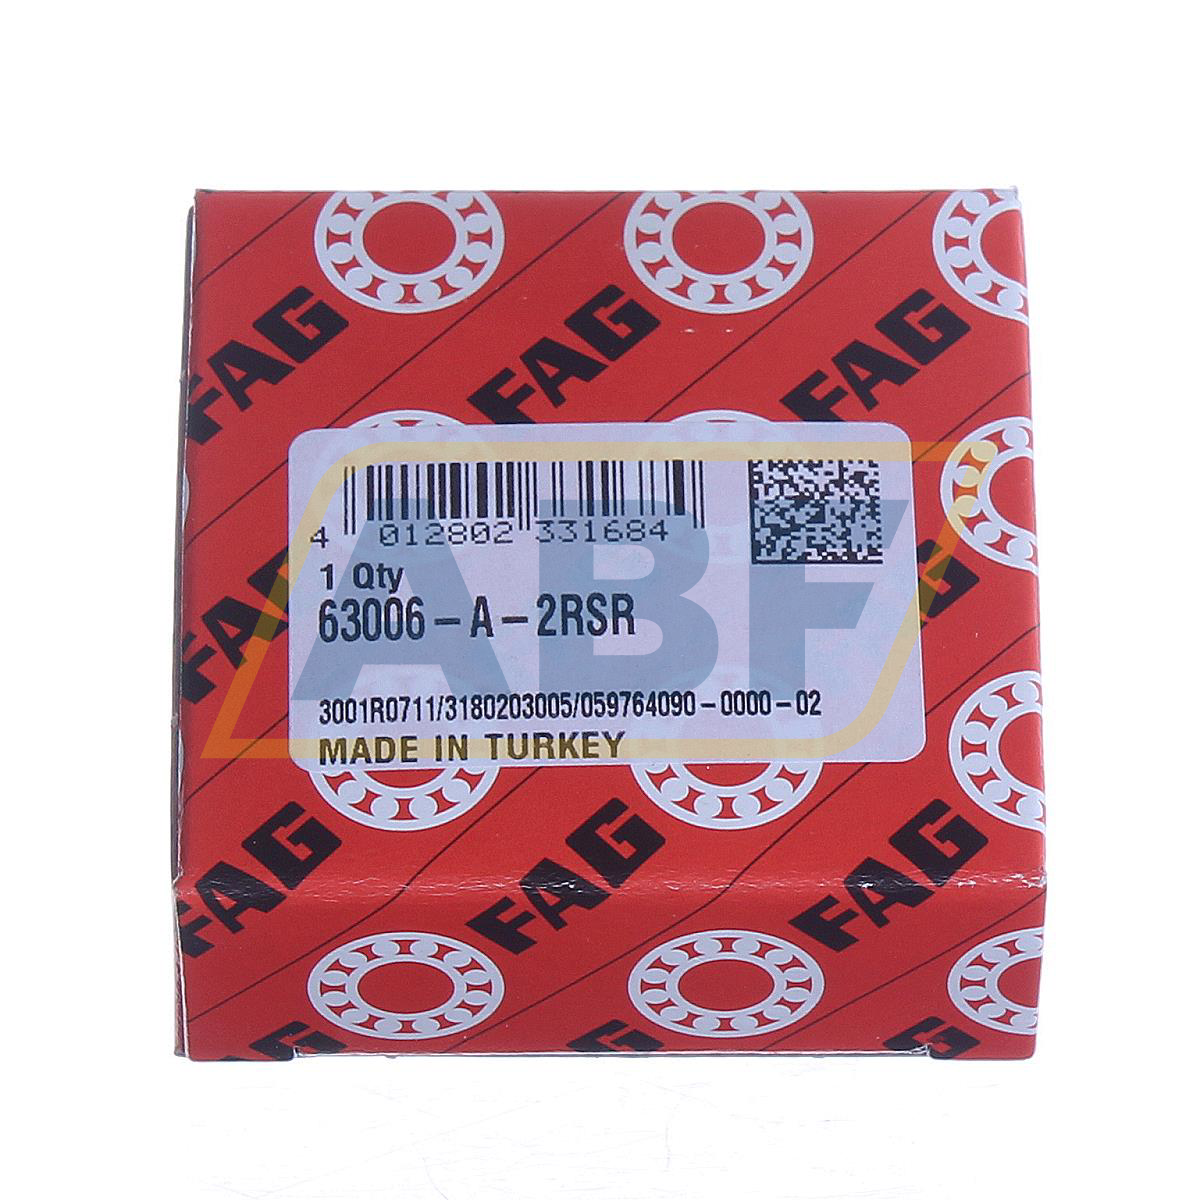 FAG FAG FAG
4 012802 331684
1 Qty
63006-A-2RSR
ABF
FAG FAG
3001R0711/3180203005/059764090-0000-02
MADE IN TURKEY
FAG FAG FAG